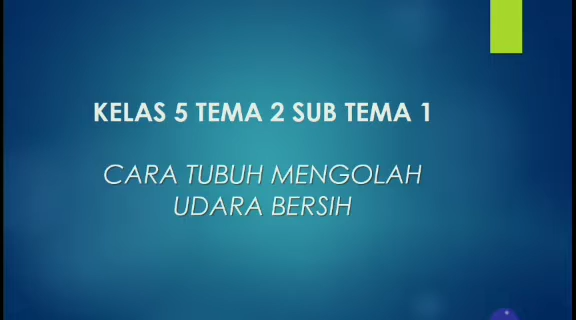 KELAS 5 TEMA 2 SUB TEMA 1
CARA TUBUH MENGOLAH
UDARA BERSIH